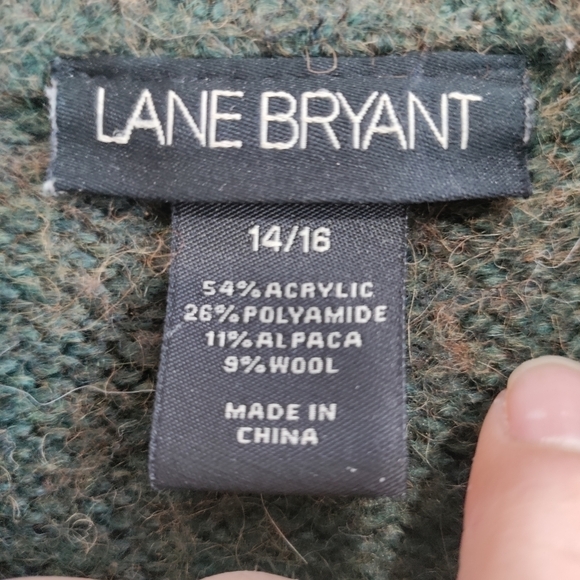 LANE BRYANT
14/16
54% ACRYLIC
26% POLYAMIDE
11% ALPACA
9% WOOL
MADE IN
CHINA